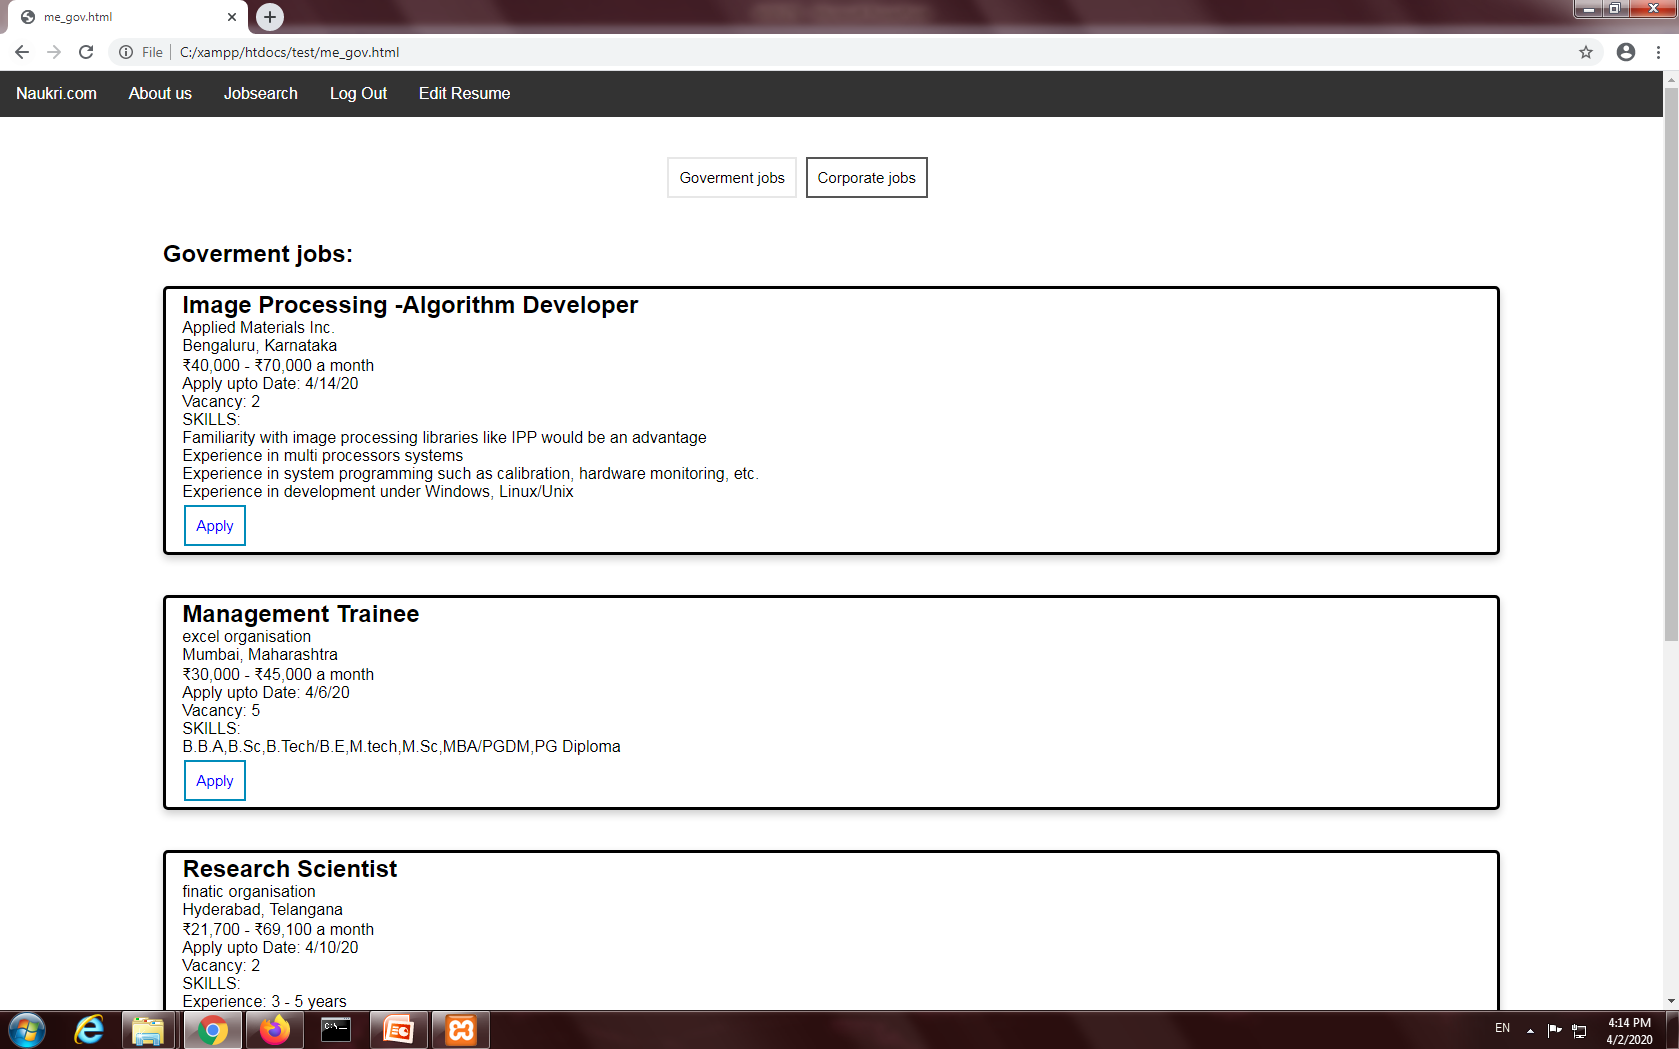 me_gov.html
File
C:/xampp/htdocs/test/me_gov.html
Naukri.com About us Jobsearch Log Out Edit Resume
Goverment jobs Corporate jobs
Goverment jobs:
Image Processing -Algorithm Developer
Applied Materials Inc.
Bengaluru, Karnataka
₹40,000 - ₹70,000 a month
Apply upto Date: 4/14/20
Vacancy: 2
SKILLS:
Familiarity with image processing libraries like IPP would be an advantage
Experience in multi processors systems
Experience in system programming such as calibration, hardware monitoring, etc.
Experience in development under Windows, Linux/Unix
Apply
Management Trainee
excel organisation
Mumbai, Maharashtra
₹30,000 - ₹45,000 a month
Apply upto Date: 4/6/20
Vacancy: 5
SKILLS:
B.B.A,B.Sc,B.Tech/B.E,M.tech,M.Sc,MBA/PGDM,PG Diploma
Apply
Research Scientist
finatic organisation
Hyderabad, Telangana
₹21,700 - ₹69,100 a month
Apply upto Date: 4/10/20
Vacancy: 2
SKILLS:
Experience: 3 - 5 years
EN
4:14 PM
4/2/2020